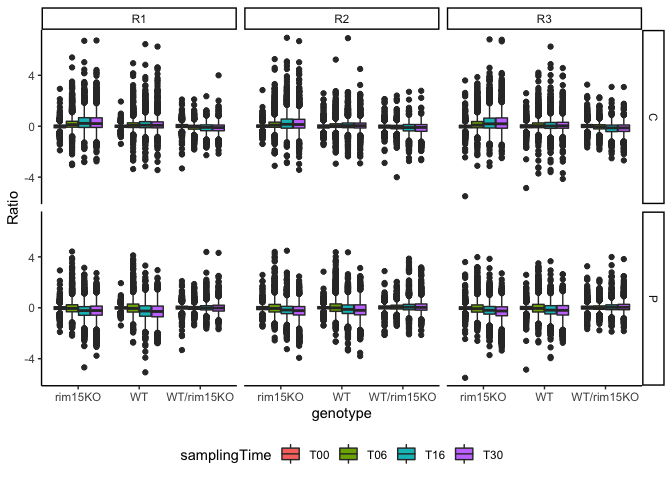 R1 R2 R3
4
0
-4
C
Ratio
4
0
-4
P
rim15KO WT WT/rim15KO rim15KO WT WT/rim15KO rim15KO WT WT/rim15KO
genotype
samplingTime T00 T06 T16 T30